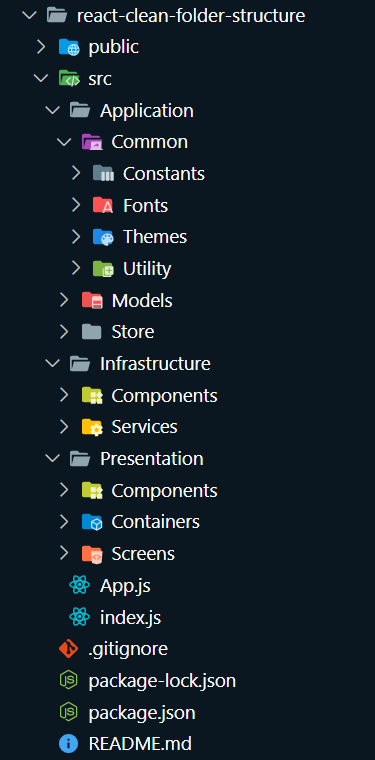 react-clean-folder-structure
public
src
Application
Common
Constants
Fonts
Themes
Utility
Models
Store
Infrastructure
Components
Services
Presentation
Components
Containers
Screens
App.js
index.js
.gitignore
package-lock.json
package.json
README.md